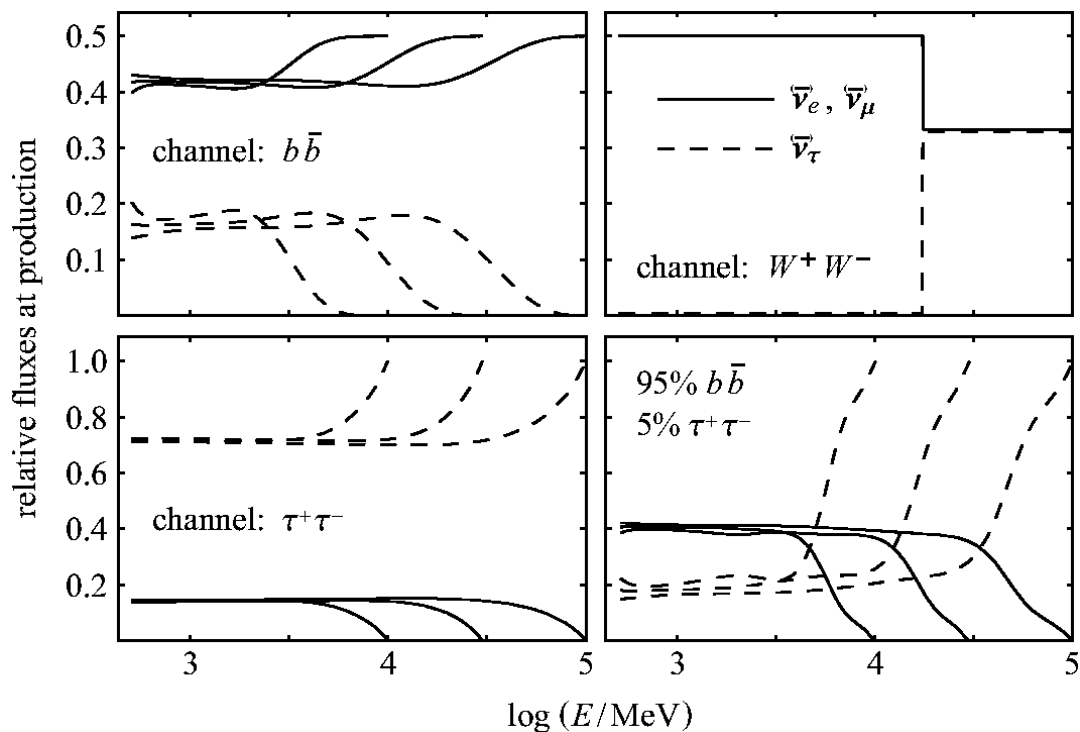 relative fluxes at production
0.5
0.4
0.3
0.2
0.1
channel: b b̅
(ν̅)e , (ν̅)μ
(ν̅)τ
channel: W⁺ W⁻
1.0
0.8
0.6
0.4
0.2
channel: τ⁺τ⁻
95% b b̅
5% τ⁺τ⁻
3 4 5 3 4 5
log (E/MeV)